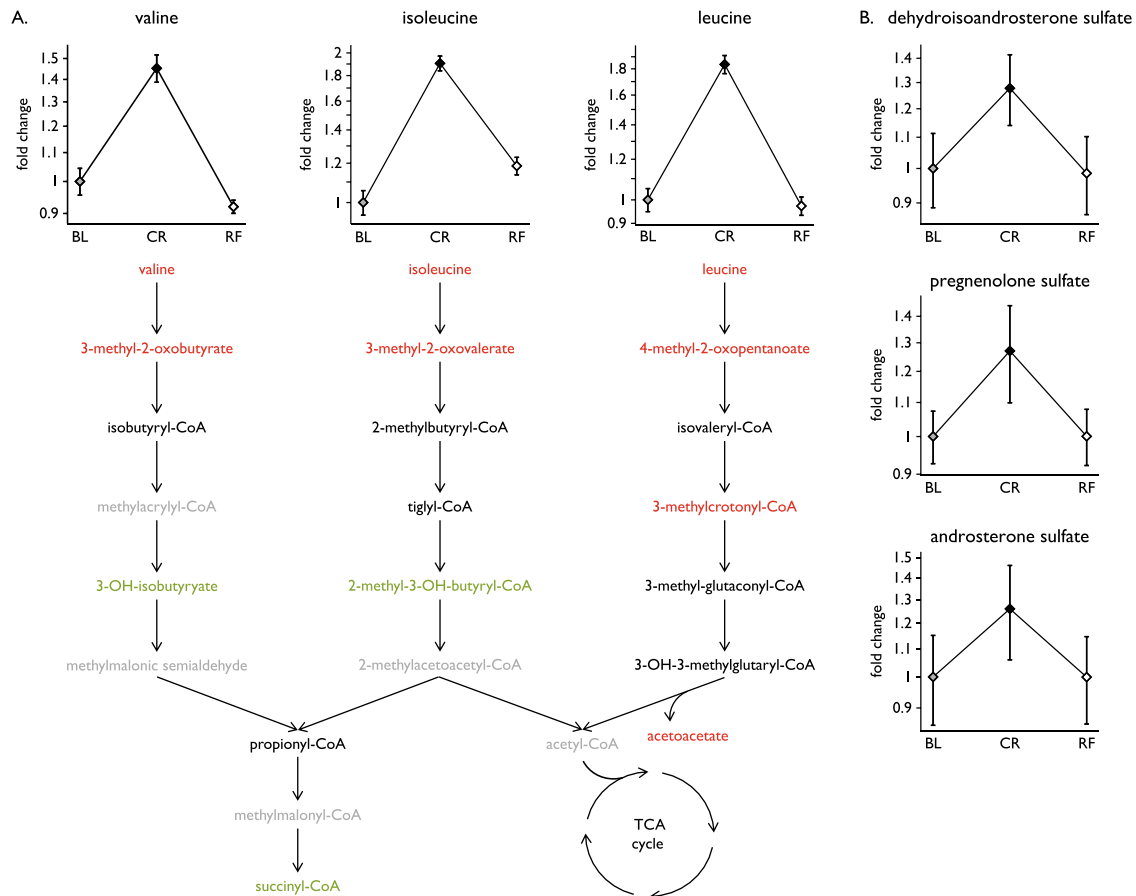 A.
valine
isoleucine
leucine
fold change
1.5
1.4
1.3
1.2
1.1
1
0.9
BL CR RF
fold change
2
1.8
1.6
1.4
1.2
1
BL CR RF
fold change
1.8
1.6
1.4
1.2
1
0.9
BL CR RF
valine
isoleucine
leucine
3-methyl-2-oxobutyrate
3-methyl-2-oxovalerate
4-methyl-2-oxopentanoate
isobutyryl-CoA
2-methylbutyryl-CoA
isovaleryl-CoA
methylacrylyl-CoA
tiglyl-CoA
3-methylcrotonyl-CoA
3-OH-isobutyryate
2-methyl-3-OH-butyryl-CoA
3-methyl-glutaconyl-CoA
methylmalonic semialdehyde
2-methylacetoacetyl-CoA
3-OH-3-methylglutaryl-CoA
propionyl-CoA
acetyl-CoA
acetoacetate
methylmalonyl-CoA
TCA
cycle
succinyl-CoA
B.
dehydroisoandrosterone sulfate
fold change
1.4
1.3
1.2
1.1
1
0.9
BL CR RF
pregnenolone sulfate
fold change
1.4
1.3
1.2
1.1
1
0.9
BL CR RF
androsterone sulfate
fold change
1.5
1.4
1.3
1.2
1.1
1
0.9
BL CR RF